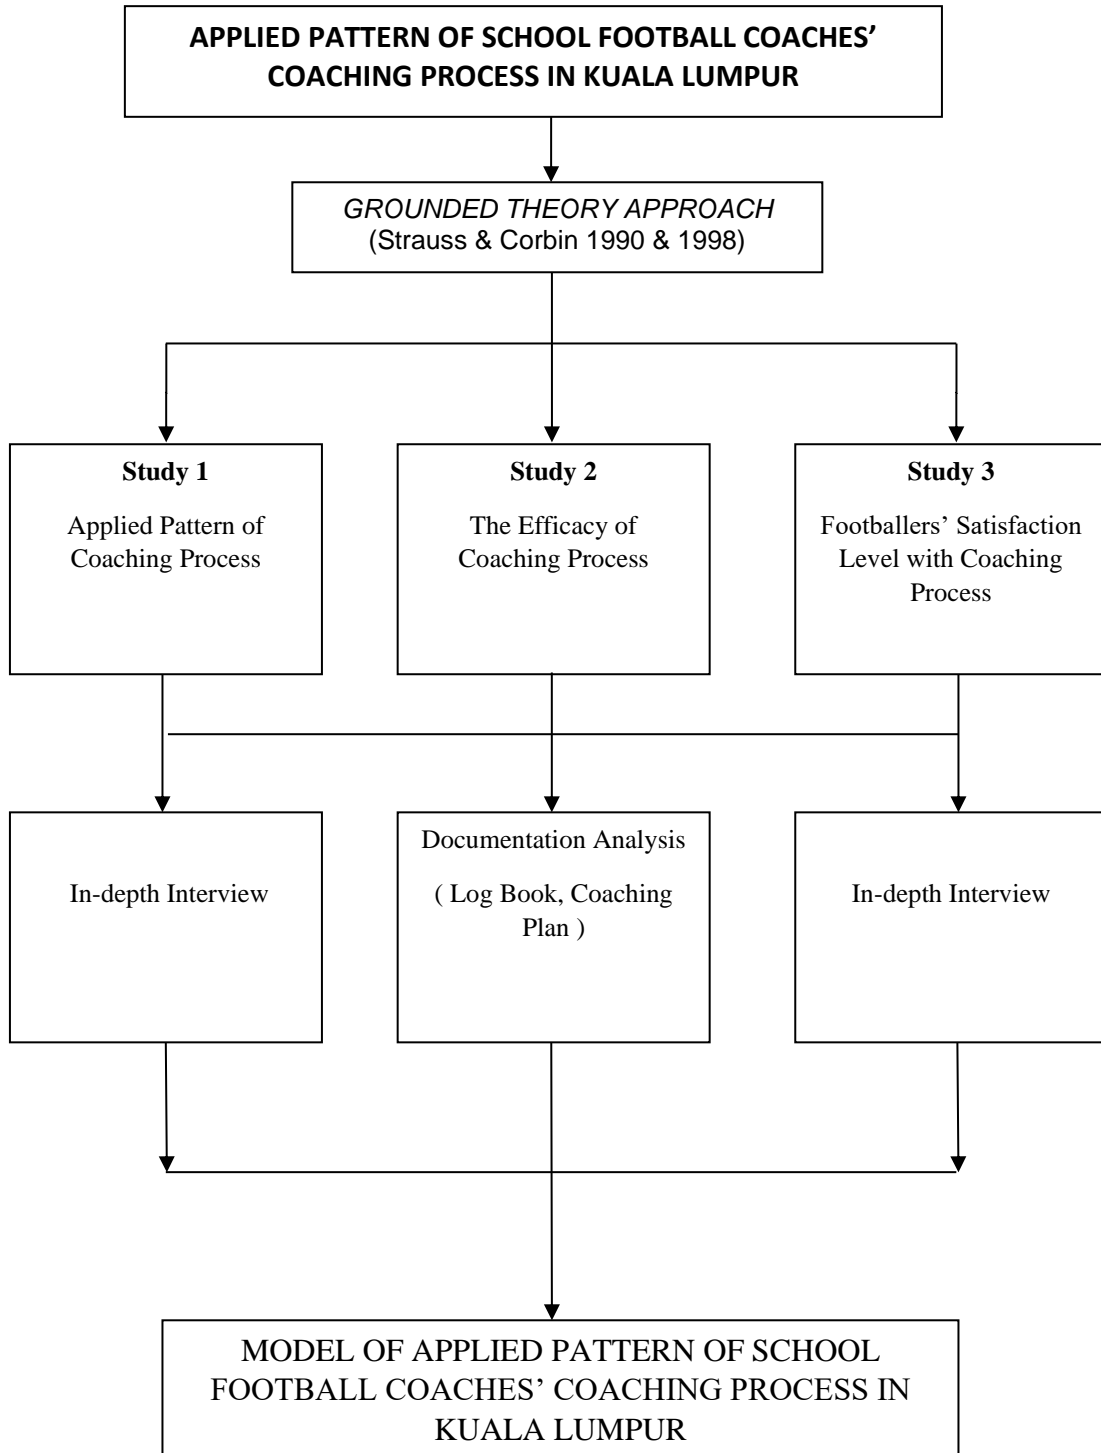 APPLIED PATTERN OF SCHOOL FOOTBALL COACHES’
COACHING PROCESS IN KUALA LUMPUR
GROUNDED THEORY APPROACH
(Strauss & Corbin 1990 & 1998)
Study 1
Applied Pattern of
Coaching Process
Study 2
The Efficacy of
Coaching Process
Study 3
Footballers’ Satisfaction
Level with Coaching
Process
In-depth Interview
Documentation Analysis
( Log Book, Coaching
Plan )
In-depth Interview
MODEL OF APPLIED PATTERN OF SCHOOL
FOOTBALL COACHES’ COACHING PROCESS IN
KUALA LUMPUR